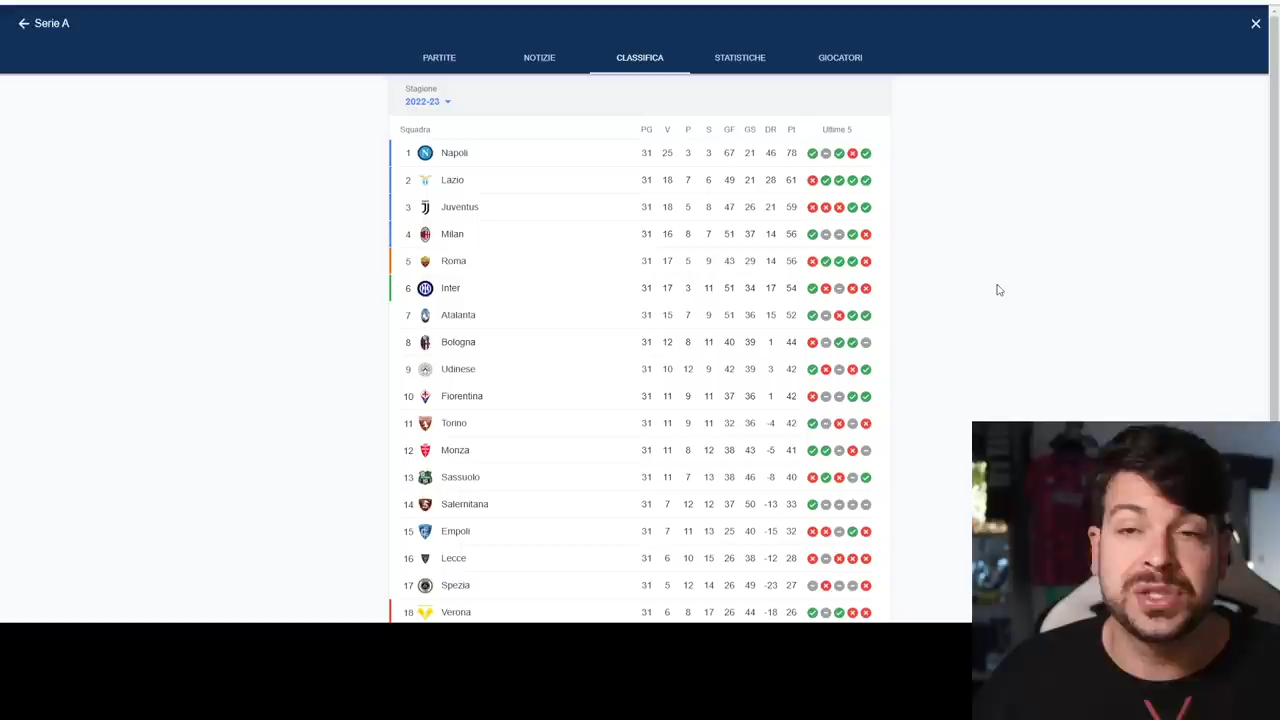 Serie A
PARTITE NOTIZIE CLASSIFICA STATISTICHE GIOCATORI
Stagione
2022-23
Squadra PG V P S GF GS DR Pt Ultime 5
1 Napoli 31 25 3 3 67 21 46 78
2 Lazio 31 18 7 6 49 21 28 61
3 Juventus 31 18 5 8 47 26 21 59
4 Milan 31 16 8 7 51 37 14 56
5 Roma 31 17 5 9 43 29 14 56
6 Inter 31 17 3 11 51 34 17 54
7 Atalanta 31 15 7 9 51 36 15 52
8 Bologna 31 12 8 11 40 39 1 44
9 Udinese 31 10 12 9 42 39 3 42
10 Fiorentina 31 11 9 11 37 36 1 42
11 Torino 31 11 9 11 32 36 -4 42
12 Monza 31 11 8 12 38 43 -5 41
13 Sassuolo 31 11 7 13 38 46 -8 40
14 Salernitana 31 7 12 12 37 50 -13 33
15 Empoli 31 7 11 13 25 40 -15 32
16 Lecce 31 6 10 15 26 38 -12 28
17 Spezia 31 5 12 14 26 49 -23 27
18 Verona 31 6 8 17 26 44 -18 26